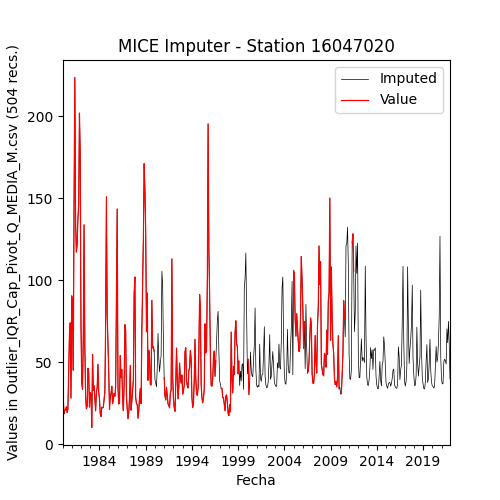 MICE Imputer - Station 16047020
Imputed
Value
Values in Outlier_IQR_Cap_Pivot_Q_MEDIA_M.csv (504 recs.)
200
150
100
50
0
1984 1989 1994 1999 2004 2009 2014 2019
Fecha